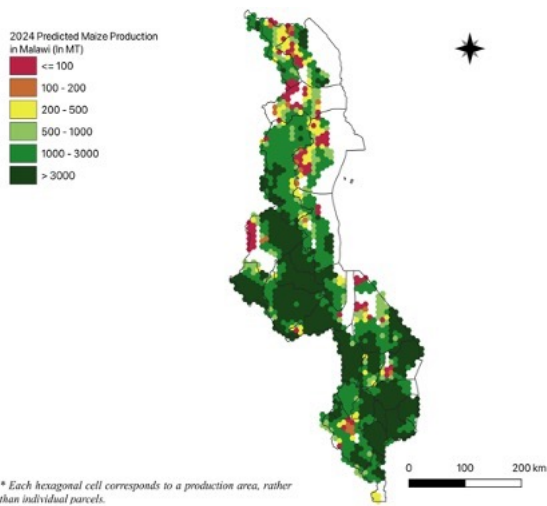 2024 Predicted Maize Production
in Malawi (In MT)
<= 100
100 - 200
200 - 500
500 - 1000
1000 - 3000
> 3000
* Each hexagonal cell corresponds to a production area, rather
than individual parcels.
0 100 200 km